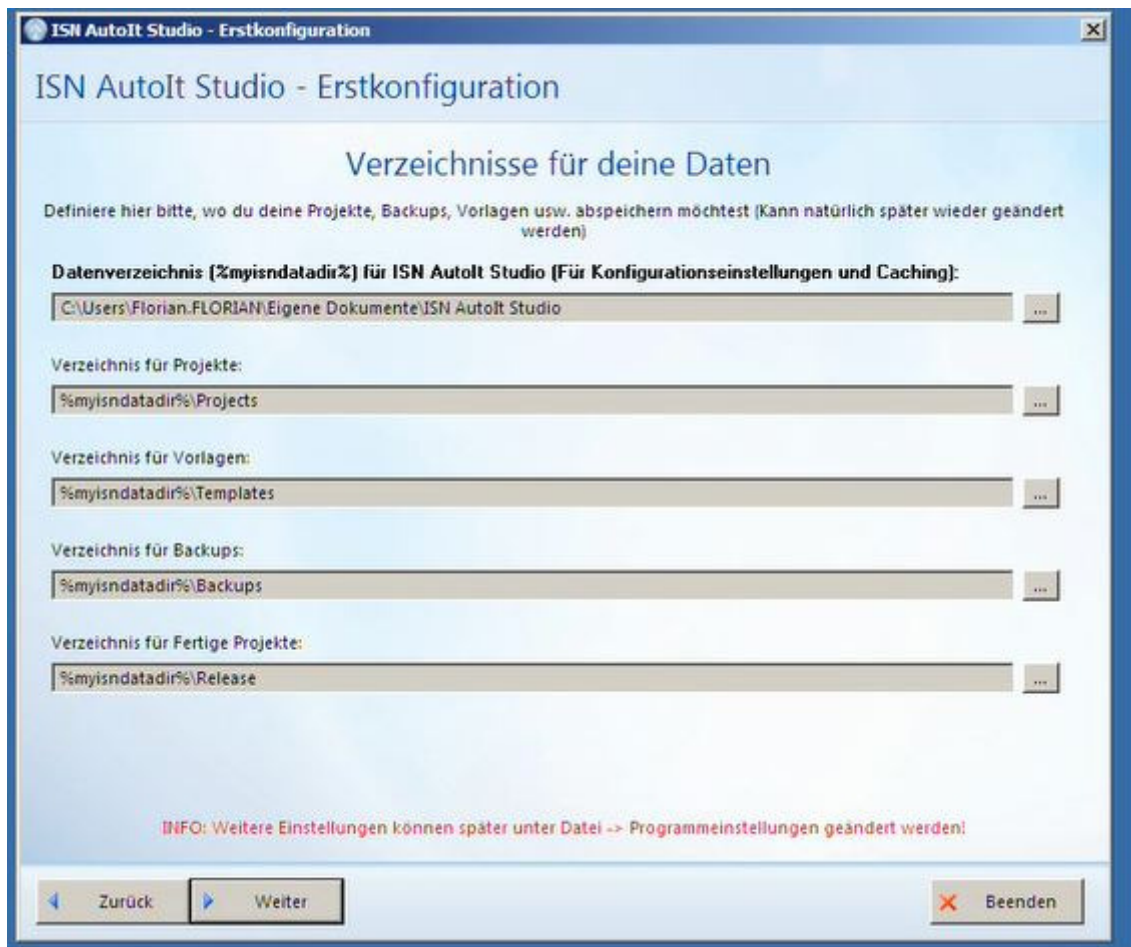 ISN AutoIt Studio - Erstkonfiguration
ISN AutoIt Studio - Erstkonfiguration
Verzeichnisse für deine Daten
Definiere hier bitte, wo du deine Projekte, Backups, Vorlagen usw. abspeichern möchtest (Kann natürlich später wieder geändert
werden)
Datenverzeichnis (%myisndatadir%) für ISN AutoIt Studio (Für Konfigurationseinstellungen und Caching):
C:\Users\Florian.FLORIAN\Eigene Dokumente\ISN AutoIt Studio
...
Verzeichnis für Projekte:
%myisndatadir%\Projects
...
Verzeichnis für Vorlagen:
%myisndatadir%\Templates
...
Verzeichnis für Backups:
%myisndatadir%\Backups
...
Verzeichnis für Fertige Projekte:
%myisndatadir%\Release
...
INFO: Weitere Einstellungen können später unter Datei -> Programmeinstellungen geändert werden!
Zurück
Weiter
Beenden